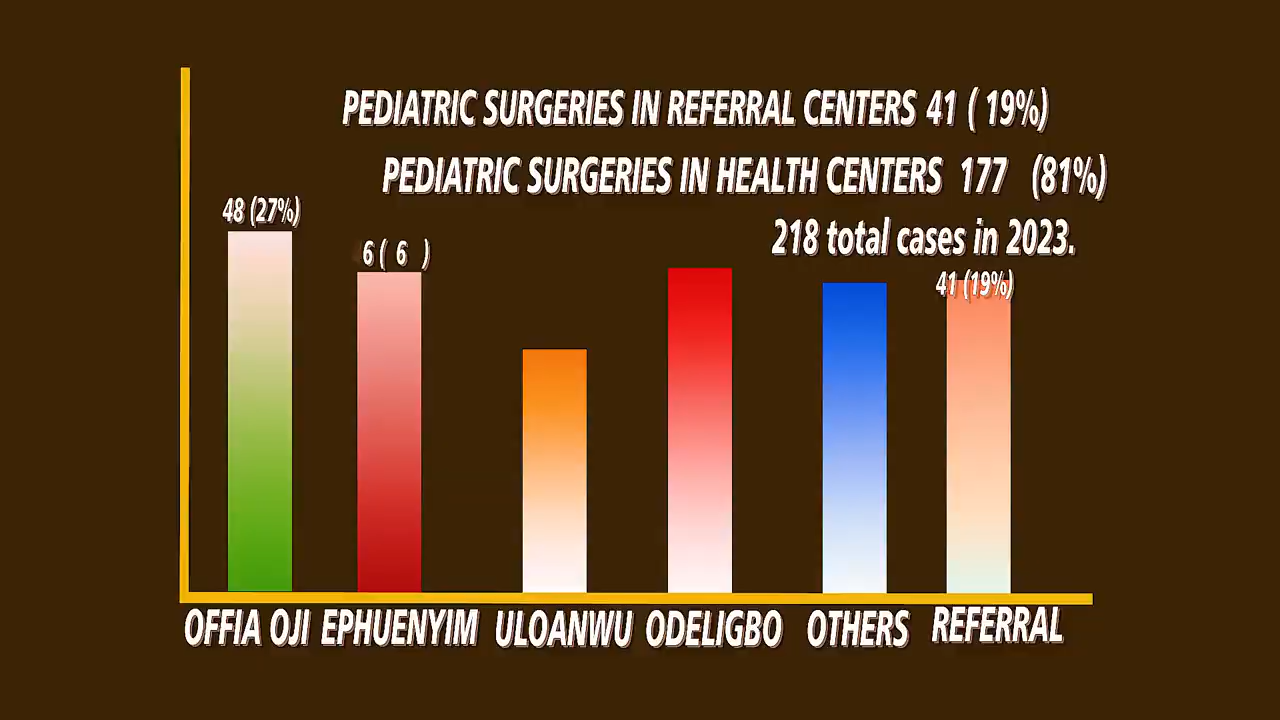 PEDIATRIC SURGERIES IN REFERRAL CENTERS 41 ( 19%)
PEDIATRIC SURGERIES IN HEALTH CENTERS 177 (81%)
48 (27%)
218 total cases in 2023.
6 ( 6 )
41 (19%)
OFFIA OJI EPHUENYIM ULOANWU ODELIGBO OTHERS REFERRAL